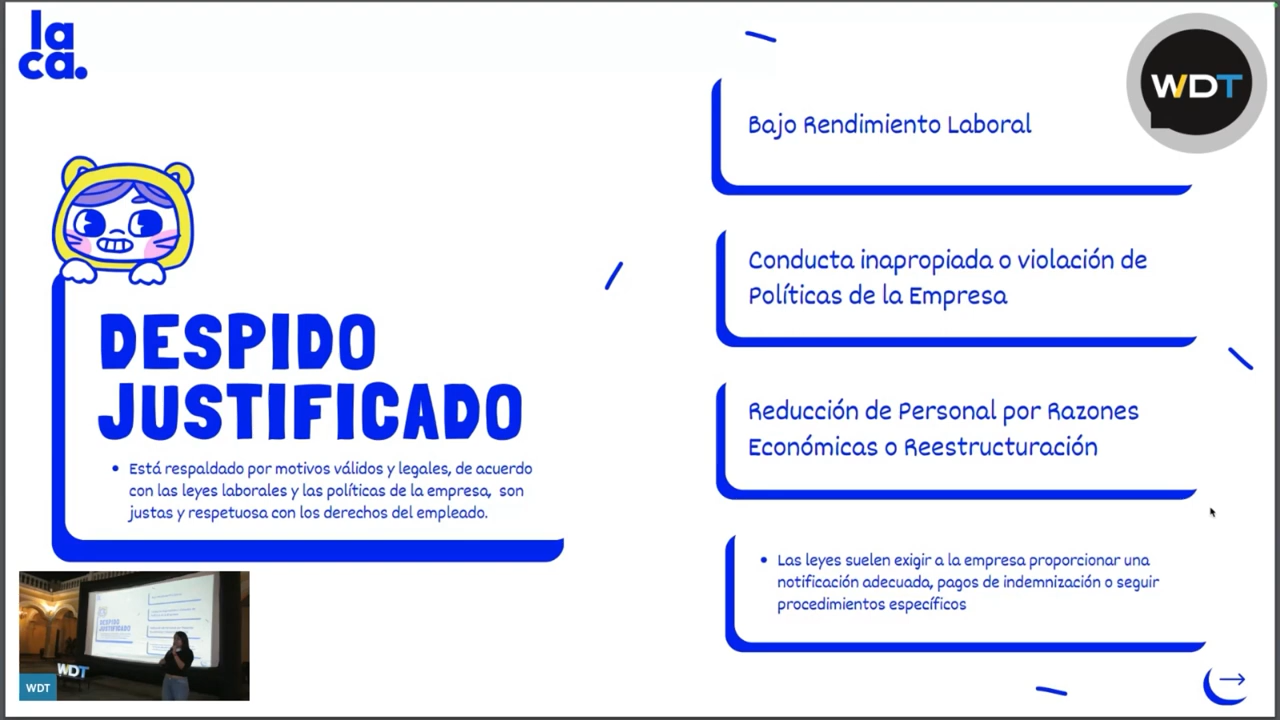 la
ca.
WDT
DESPIDO
JUSTIFICADO
• Está respaldado por motivos válidos y legales, de acuerdo
con las leyes laborales y las políticas de la empresa, son
justas y respetuosa con los derechos del empleado.
Bajo Rendimiento Laboral
Conducta inapropiada o violación de
Políticas de la Empresa
Reducción de Personal por Razones
Económicas o Reestructuración
• Las leyes suelen exigir a la empresa proporcionar una
notificación adecuada, pagos de indemnización o seguir
procedimientos específicos
DESPIDO
JUSTIFICADO
WDT
WDT